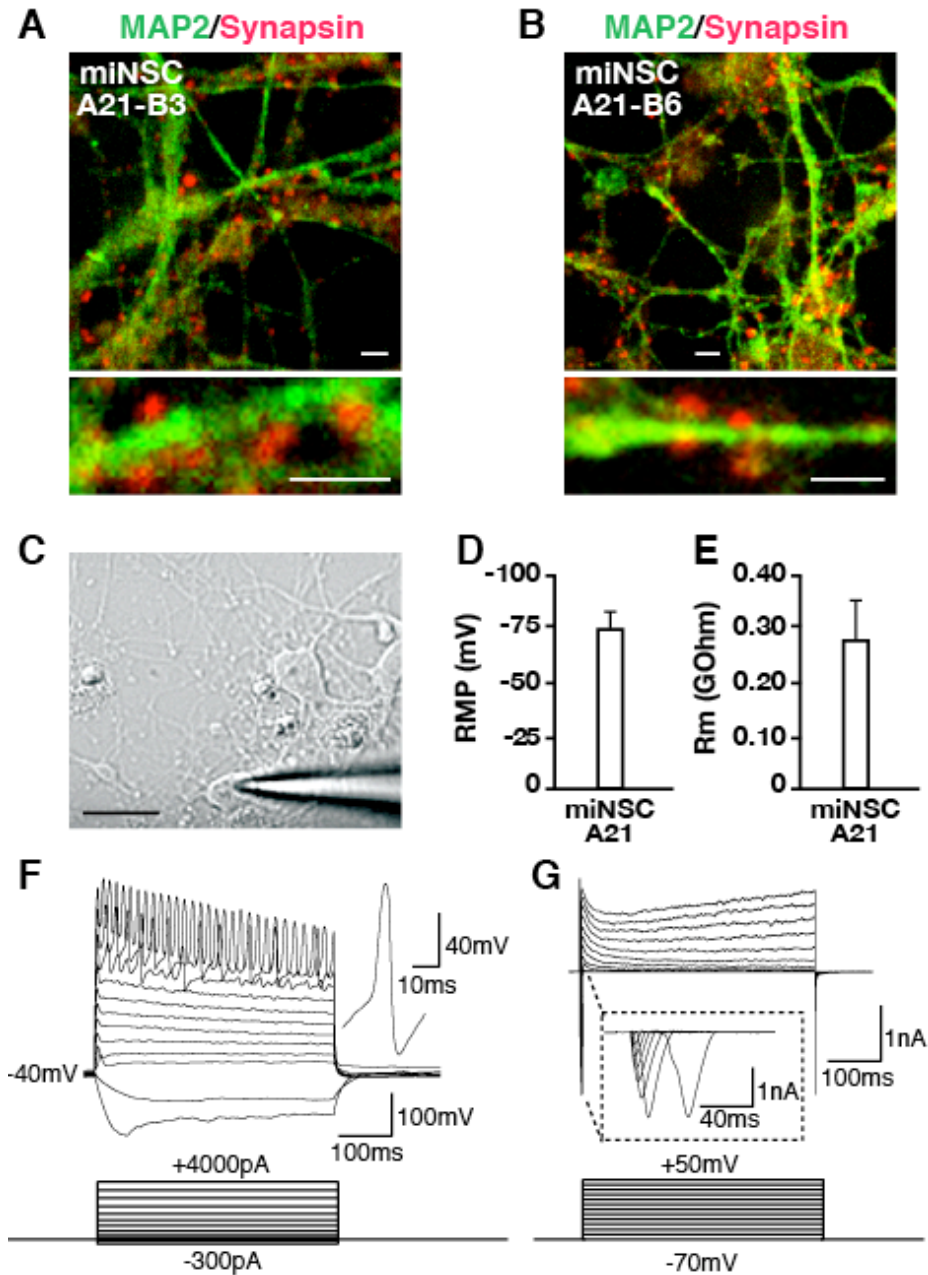 A
MAP2/Synapsin
miNSC
A21-B3
B
MAP2/Synapsin
miNSC
A21-B6
C
D
RMP (mV)
-100
-75
-50
-25
0
miNSC
A21
E
Rm (GOhm)
0.40
0.30
0.20
0.10
0
miNSC
A21
F
40mV
10ms
-40mV
100mV
100ms
+4000pA
-300pA
G
1nA
100ms
1nA
40ms
+50mV
-70mV